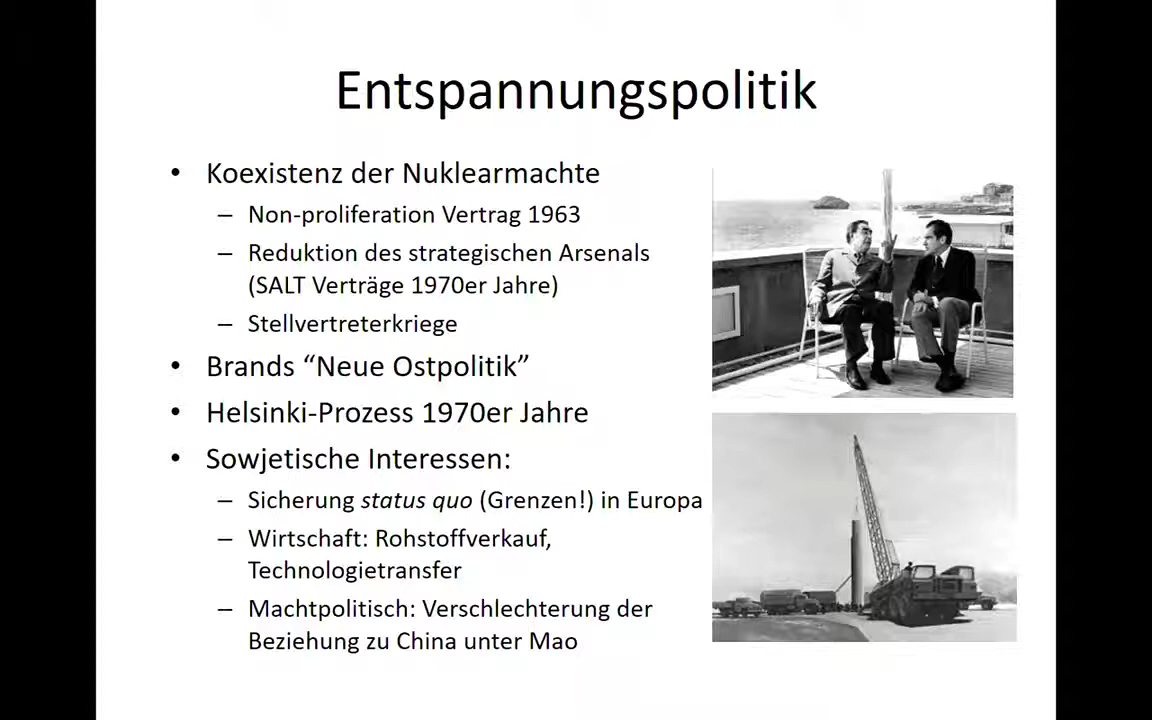 Entspannungspolitik
• Koexistenz der Nuklearmachte
– Non-proliferation Vertrag 1963
– Reduktion des strategischen Arsenals
(SALT Verträge 1970er Jahre)
– Stellvertreterkriege
• Brands “Neue Ostpolitik”
• Helsinki-Prozess 1970er Jahre
• Sowjetische Interessen:
– Sicherung status quo (Grenzen!) in Europa
– Wirtschaft: Rohstoffverkauf,
Technologietransfer
– Machtpolitisch: Verschlechterung der
Beziehung zu China unter Mao